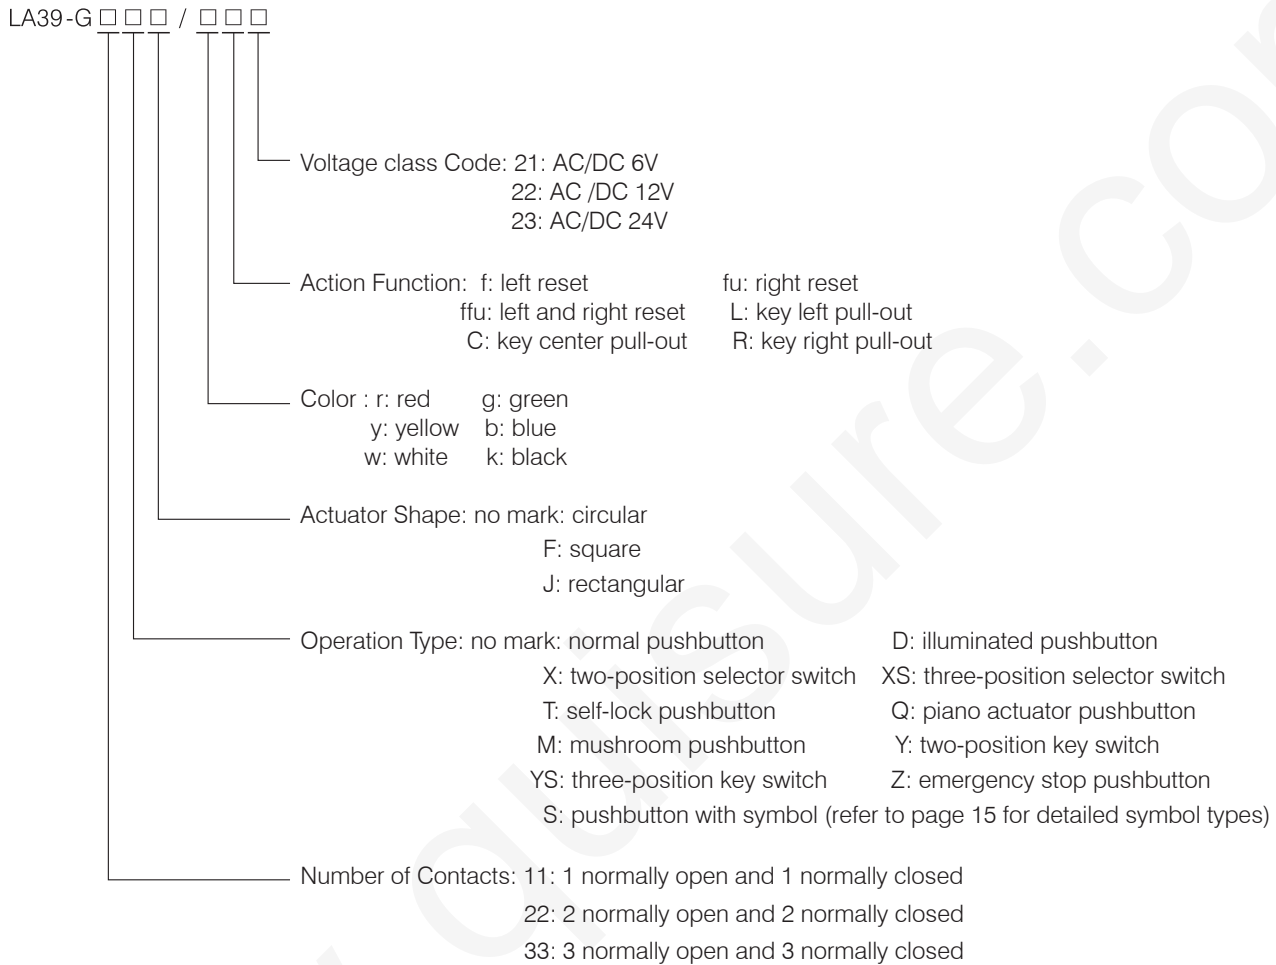 LA39-G□□□ / □□□
Voltage class Code: 21: AC/DC 6V
22: AC /DC 12V
23: AC/DC 24V
Action Function: f: left reset fu: right reset
ffu: left and right reset L: key left pull-out
C: key center pull-out R: key right pull-out
Color : r: red g: green
y: yellow b: blue
w: white k: black
Actuator Shape: no mark: circular
F: square
J: rectangular
Operation Type: no mark: normal pushbutton D: illuminated pushbutton
X: two-position selector switch XS: three-position selector switch
T: self-lock pushbutton Q: piano actuator pushbutton
M: mushroom pushbutton Y: two-position key switch
YS: three-position key switch Z: emergency stop pushbutton
S: pushbutton with symbol (refer to page 15 for detailed symbol types)
Number of Contacts: 11: 1 normally open and 1 normally closed
22: 2 normally open and 2 normally closed
33: 3 normally open and 3 normally closed